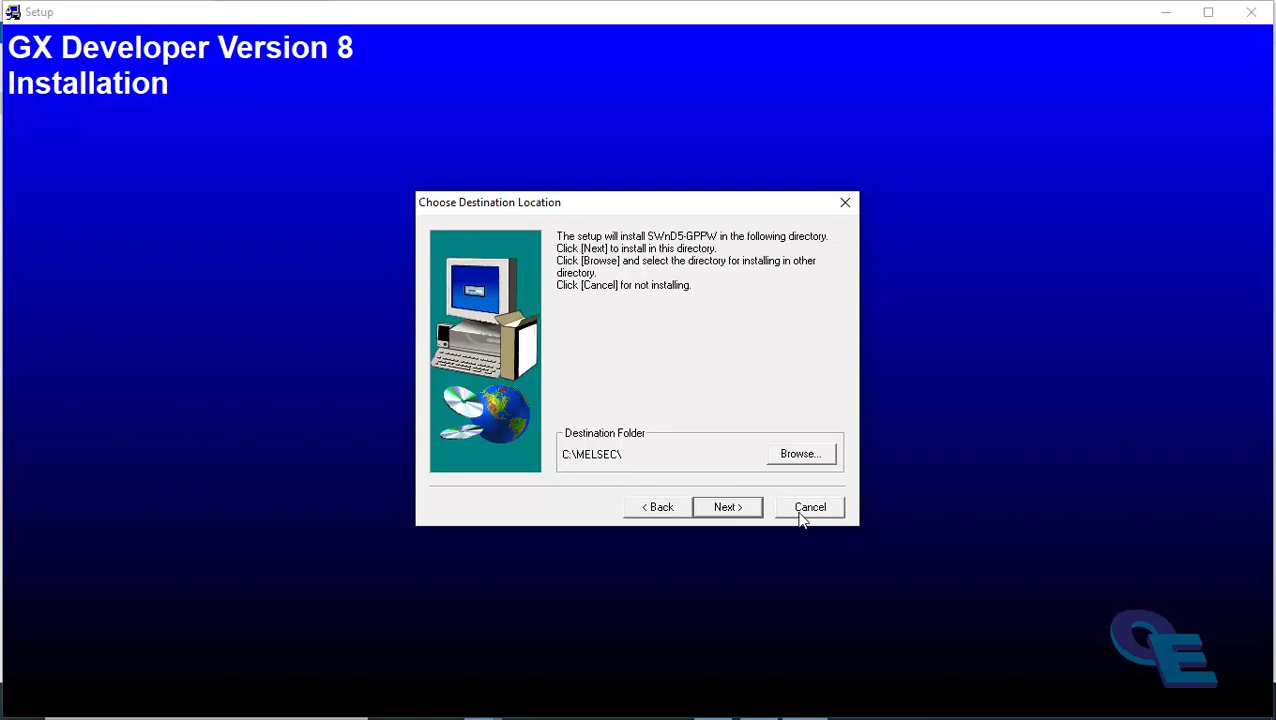 Setup
GX Developer Version 8
Installation
Choose Destination Location
The setup will install SWnD5-GPPW in the following directory.
Click [Next] to install in this directory.
Click [Browse] and select the directory for installing in other
directory.
Click [Cancel] for not installing.
Destination Folder
C:\MELSEC\
Browse...
< Back
Next >
Cancel
OE